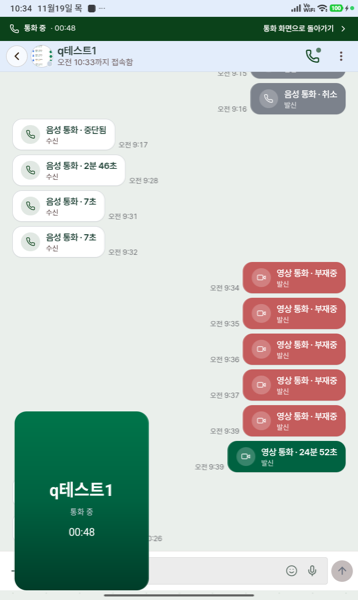 10:34 11월19일 목
Vo WiFi 100
통화 중 · 00:48 통화 화면으로 돌아가기
q테스트1
오전 10:33까지 접속함
오전 9:15 발신
음성 통화 · 취소
발신
오전 9:16
음성 통화 · 중단됨
수신
오전 9:17
음성 통화 · 2분 46초
수신
오전 9:28
음성 통화 · 7초
수신
오전 9:31
음성 통화 · 7초
수신
오전 9:32
영상 통화 · 부재중
발신
오전 9:34
영상 통화 · 부재중
발신
오전 9:35
영상 통화 · 부재중
발신
오전 9:36
영상 통화 · 부재중
발신
오전 9:37
영상 통화 · 부재중
발신
오전 9:39
영상 통화 · 24분 52초
발신
오전 9:39
q테스트1
통화 중
00:48